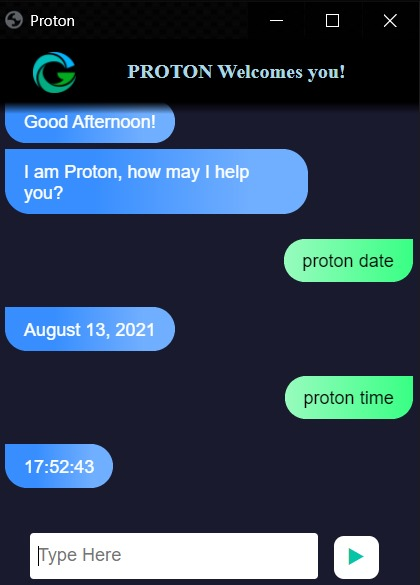 Proton
PROTON Welcomes you!
Good Afternoon!
I am Proton, how may I help
you?
proton date
August 13, 2021
proton time
17:52:43
Type Here